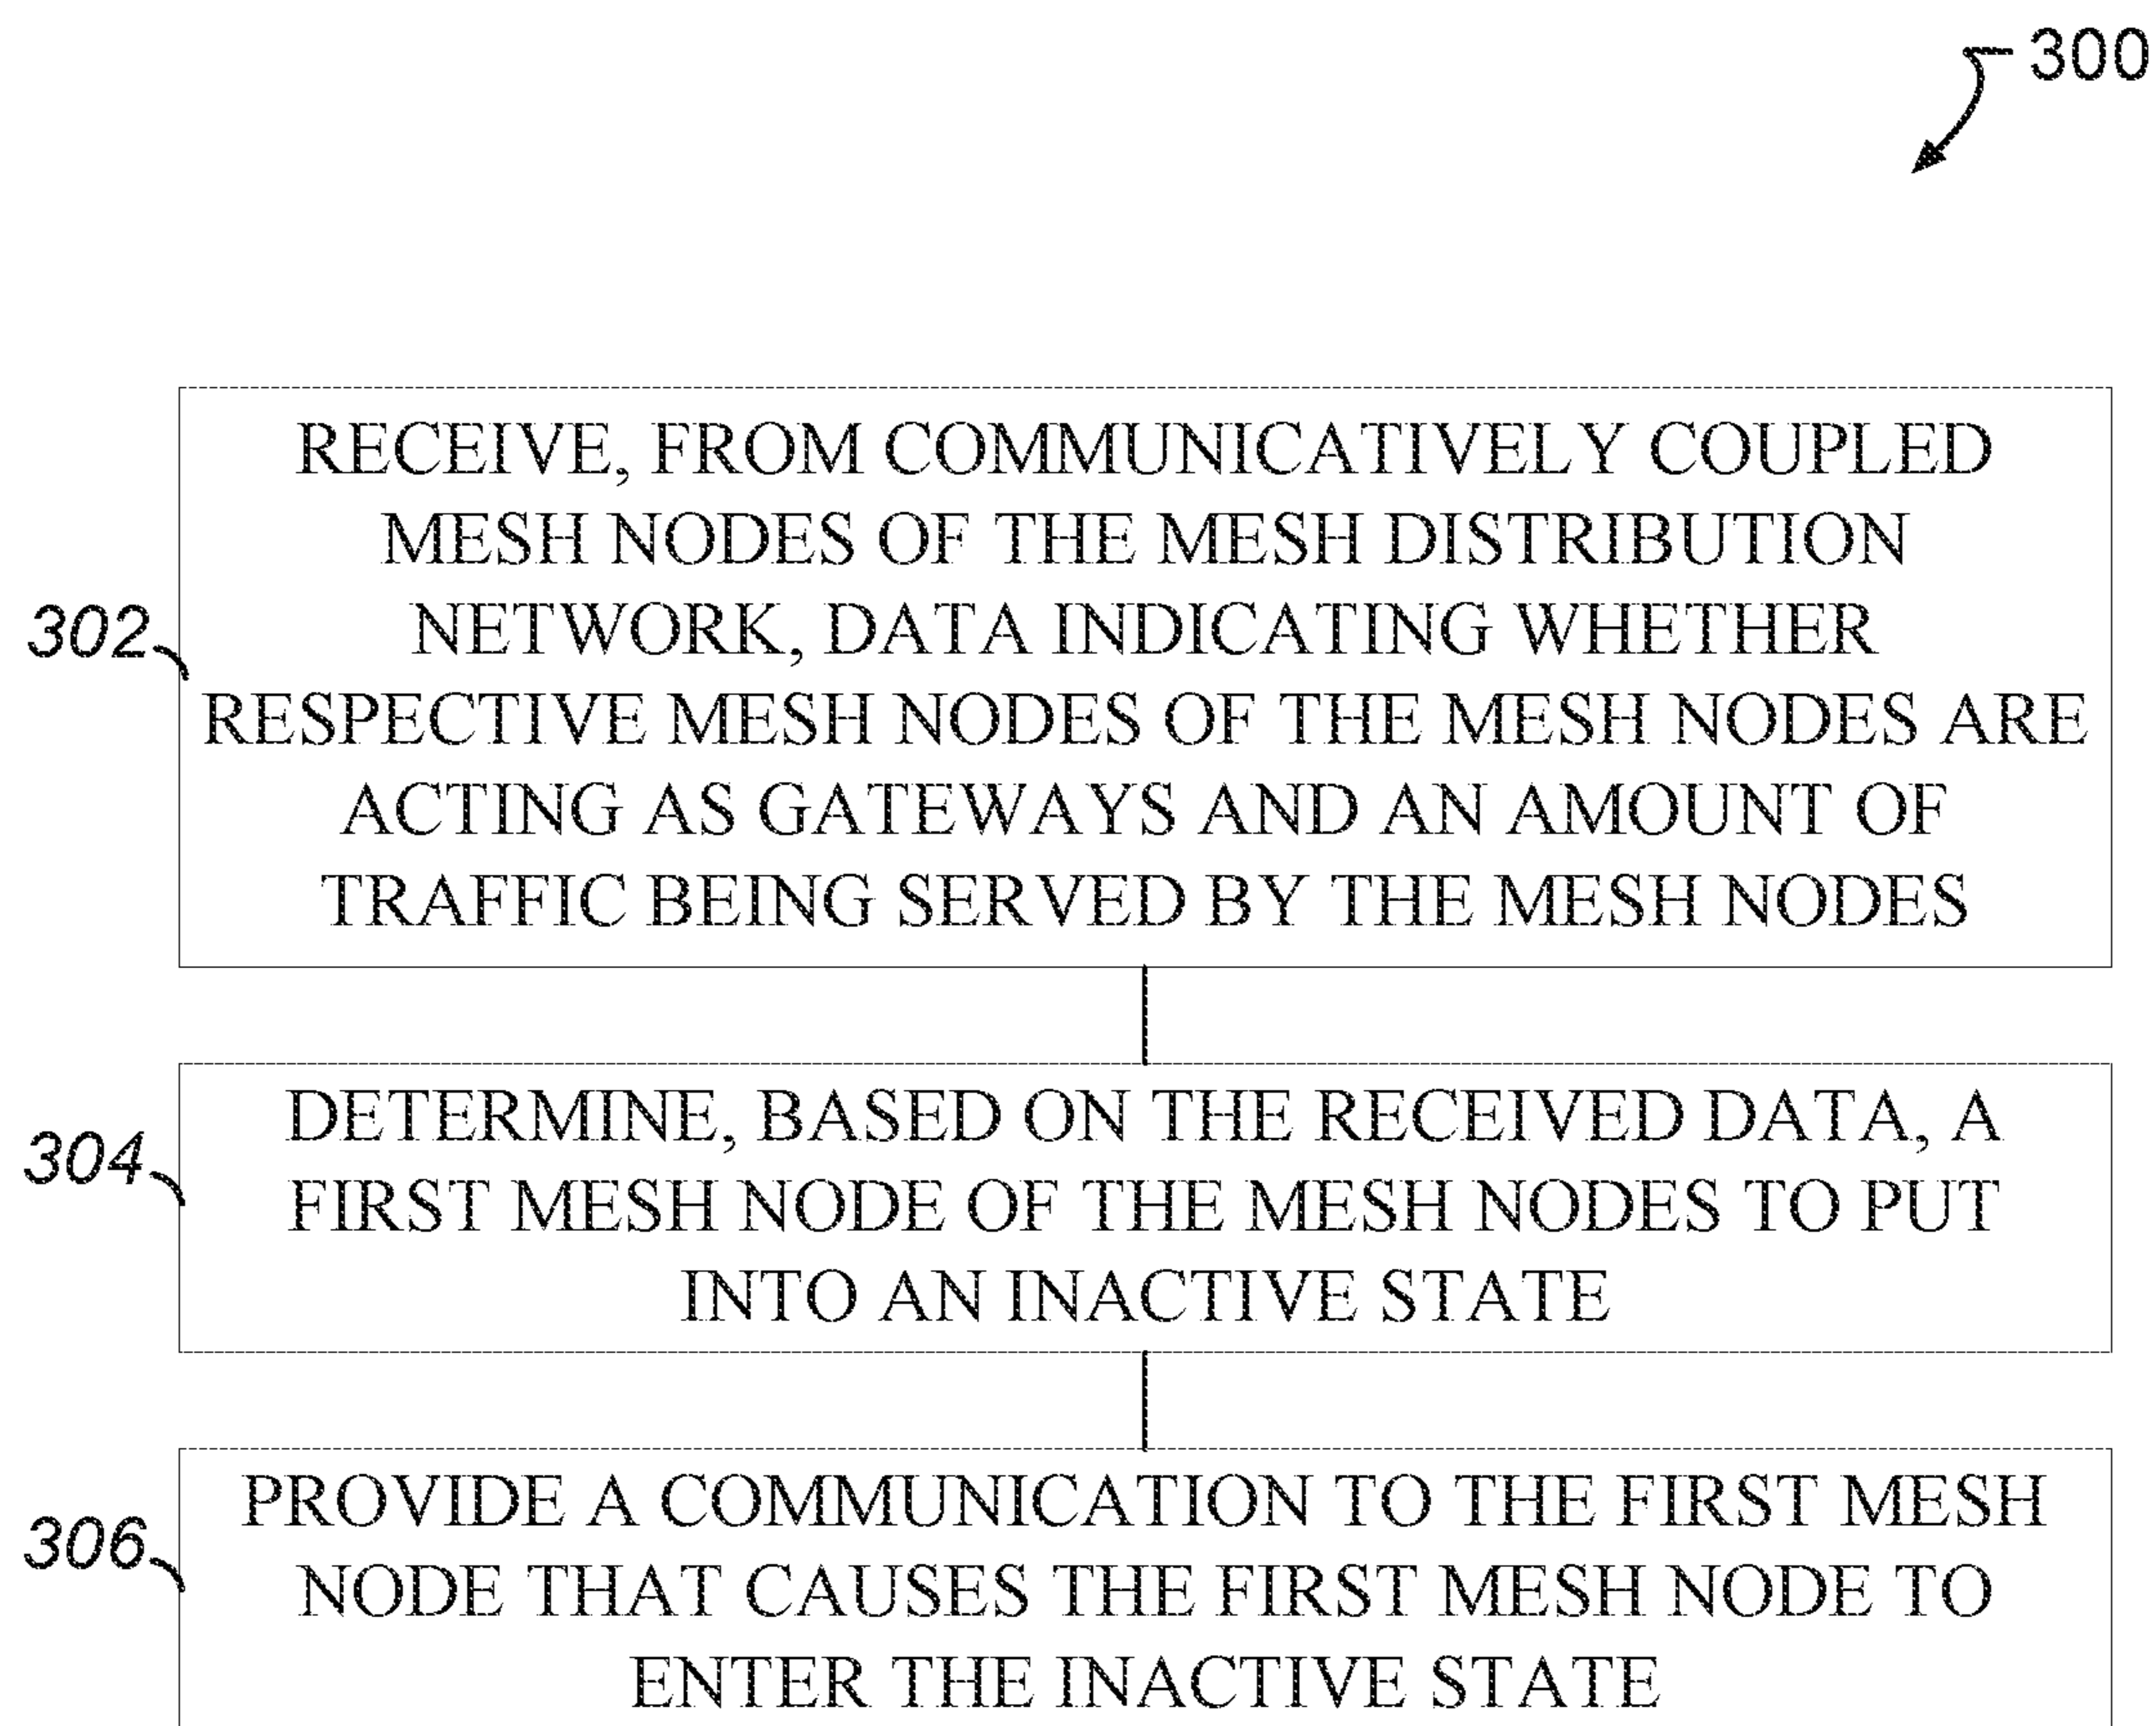 300
RECEIVE, FROM COMMUNICATIVELY COUPLED
MESH NODES OF THE MESH DISTRIBUTION
NETWORK, DATA INDICATING WHETHER
302
RESPECTIVE MESH NODES OF THE MESH NODES ARE
ACTING AS GATEWAYS AND AN AMOUNT OF
TRAFFIC BEING SERVED BY THE MESH NODES
DETERMINE, BASED ON THE RECEIVED DATA, A
304
FIRST MESH NODE OF THE MESH NODES TO PUT
INTO AN INACTIVE STATE
PROVIDE A COMMUNICATION TO THE FIRST MESH
306
NODE THAT CAUSES THE FIRST MESH NODE TO
ENTER THE INACTIVE STATE